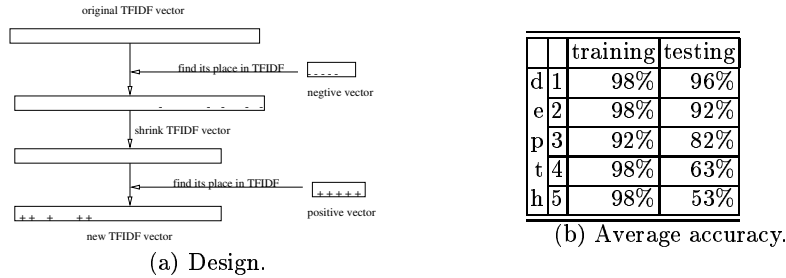 original TFIDF vector
find its place in TFIDF
- - - - -
negtive vector
- - - - -
shrink TFIDF vector
find its place in TFIDF
+ + + + +
positive vector
+ + + + +
new TFIDF vector
(a) Design.
training testing
d 1 98% 96%
e 2 98% 92%
p 3 92% 82%
t 4 98% 63%
h 5 98% 53%
(b) Average accuracy.